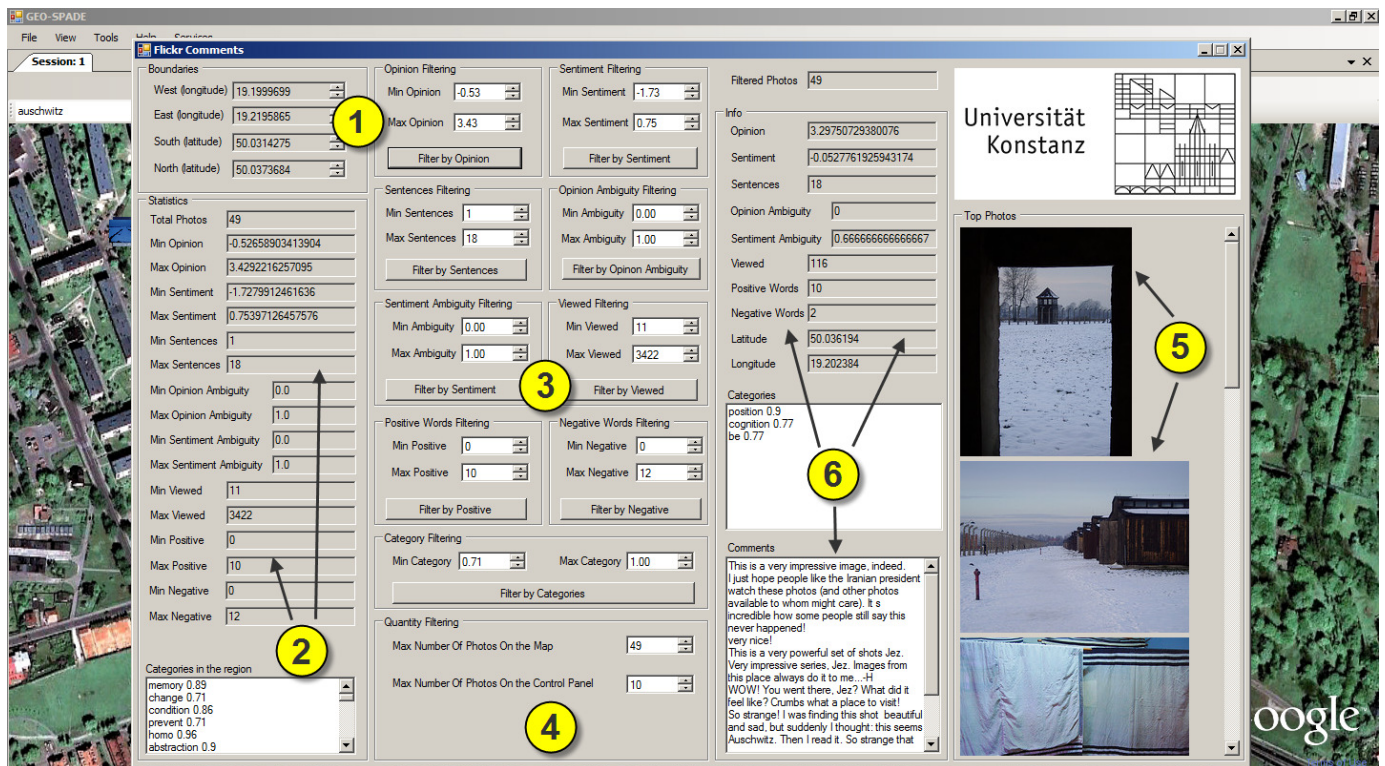 GEO-SPADE
File View Tools Help Services
Session: 1
auschwitz
Flickr Comments
Boundaries
West (longitude) 19.1999699
East (longitude) 19.2195865
South (latitude) 50.0314275
North (latitude) 50.0373684
1
Statistics
Total Photos 49
Min Opinion -0.52658903413904
Max Opinion 3.4292216257095
Min Sentiment -1.7279912461636
Max Sentiment 0.75397126457576
Min Sentences 1
Max Sentences 18
Min Opinion Ambiguity 0.0
Max Opinion Ambiguity 1.0
Min Sentiment Ambiguity 0.0
Max Sentiment Ambiguity 1.0
Min Viewed 11
Max Viewed 3422
Min Positive 0
Max Positive 10
Min Negative 0
Max Negative 12
2
Categories in the region
memory 0.89
change 0.71
condition 0.86
prevent 0.71
homo 0.96
abstraction 0.9
Opinion Filtering
Min Opinion -0.53
Max Opinion 3.43
Filter by Opinion
Sentiment Filtering
Min Sentiment -1.73
Max Sentiment 0.75
Filter by Sentiment
Sentences Filtering
Min Sentences 1
Max Sentences 18
Filter by Sentences
Opinion Ambiguity Filtering
Min Ambiguity 0.00
Max Ambiguity 1.00
Filter by Opinon Ambiguity
Sentiment Ambiguity Filtering
Min Ambiguity 0.00
Max Ambiguity 1.00
Filter by Sentiment
Viewed Filtering
Min Viewed 11
Max Viewed 3422
Filter by Viewed
3
Positive Words Filtering
Min Positive 0
Max Positive 10
Filter by Positive
Negative Words Filtering
Min Negative 0
Max Negative 12
Filter by Negative
Category Filtering
Min Category 0.71 Max Category 1.00
Filter by Categories
Quantity Filtering
Max Number Of Photos On the Map 49
Max Number Of Photos On the Control Panel 10
4
Filtered Photos 49
Info
Opinion 3.29750729380076
Sentiment -0.0527761925943174
Sentences 18
Opinion Ambiguity 0
Sentiment Ambiguity 0.666666666666667
Viewed 116
Positive Words 10
Negative Words 2
Latitude 50.036194
Longitude 19.202384
Categories
position 0.9
cognition 0.77
be 0.77
6
Comments
This is a very impressive image, indeed.
I just hope people like the Iranian president
watch these photos (and other photos
available to whom might care). It s
incredible how some people still say this
never happened!
very nice!
This is a very powerful set of shots Jez.
Very impressive series, Jez. Images from
this place always do it to me...-H
WOW! You went there, Jez? What did it
feel like? Crumbs what a place to visit!
So strange! I was finding this shot beautiful
and sad, but suddenly I thought: this seems
Auschwitz. Then I read it. So strange that
Universität
Konstanz
Top Photos
5
oogle